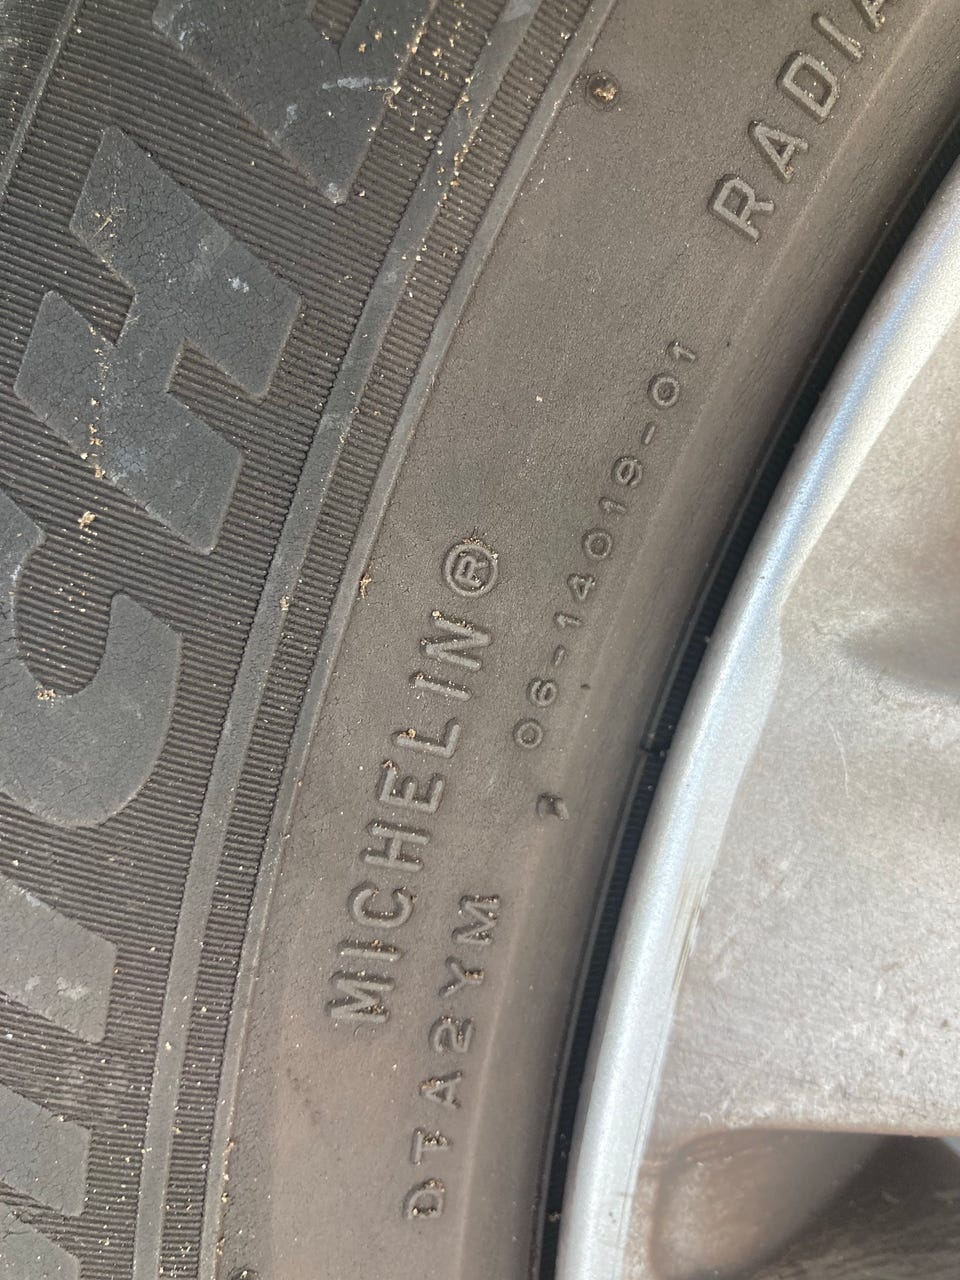 MICHELIN®
DTA2YM
06-14019-01
RADIA